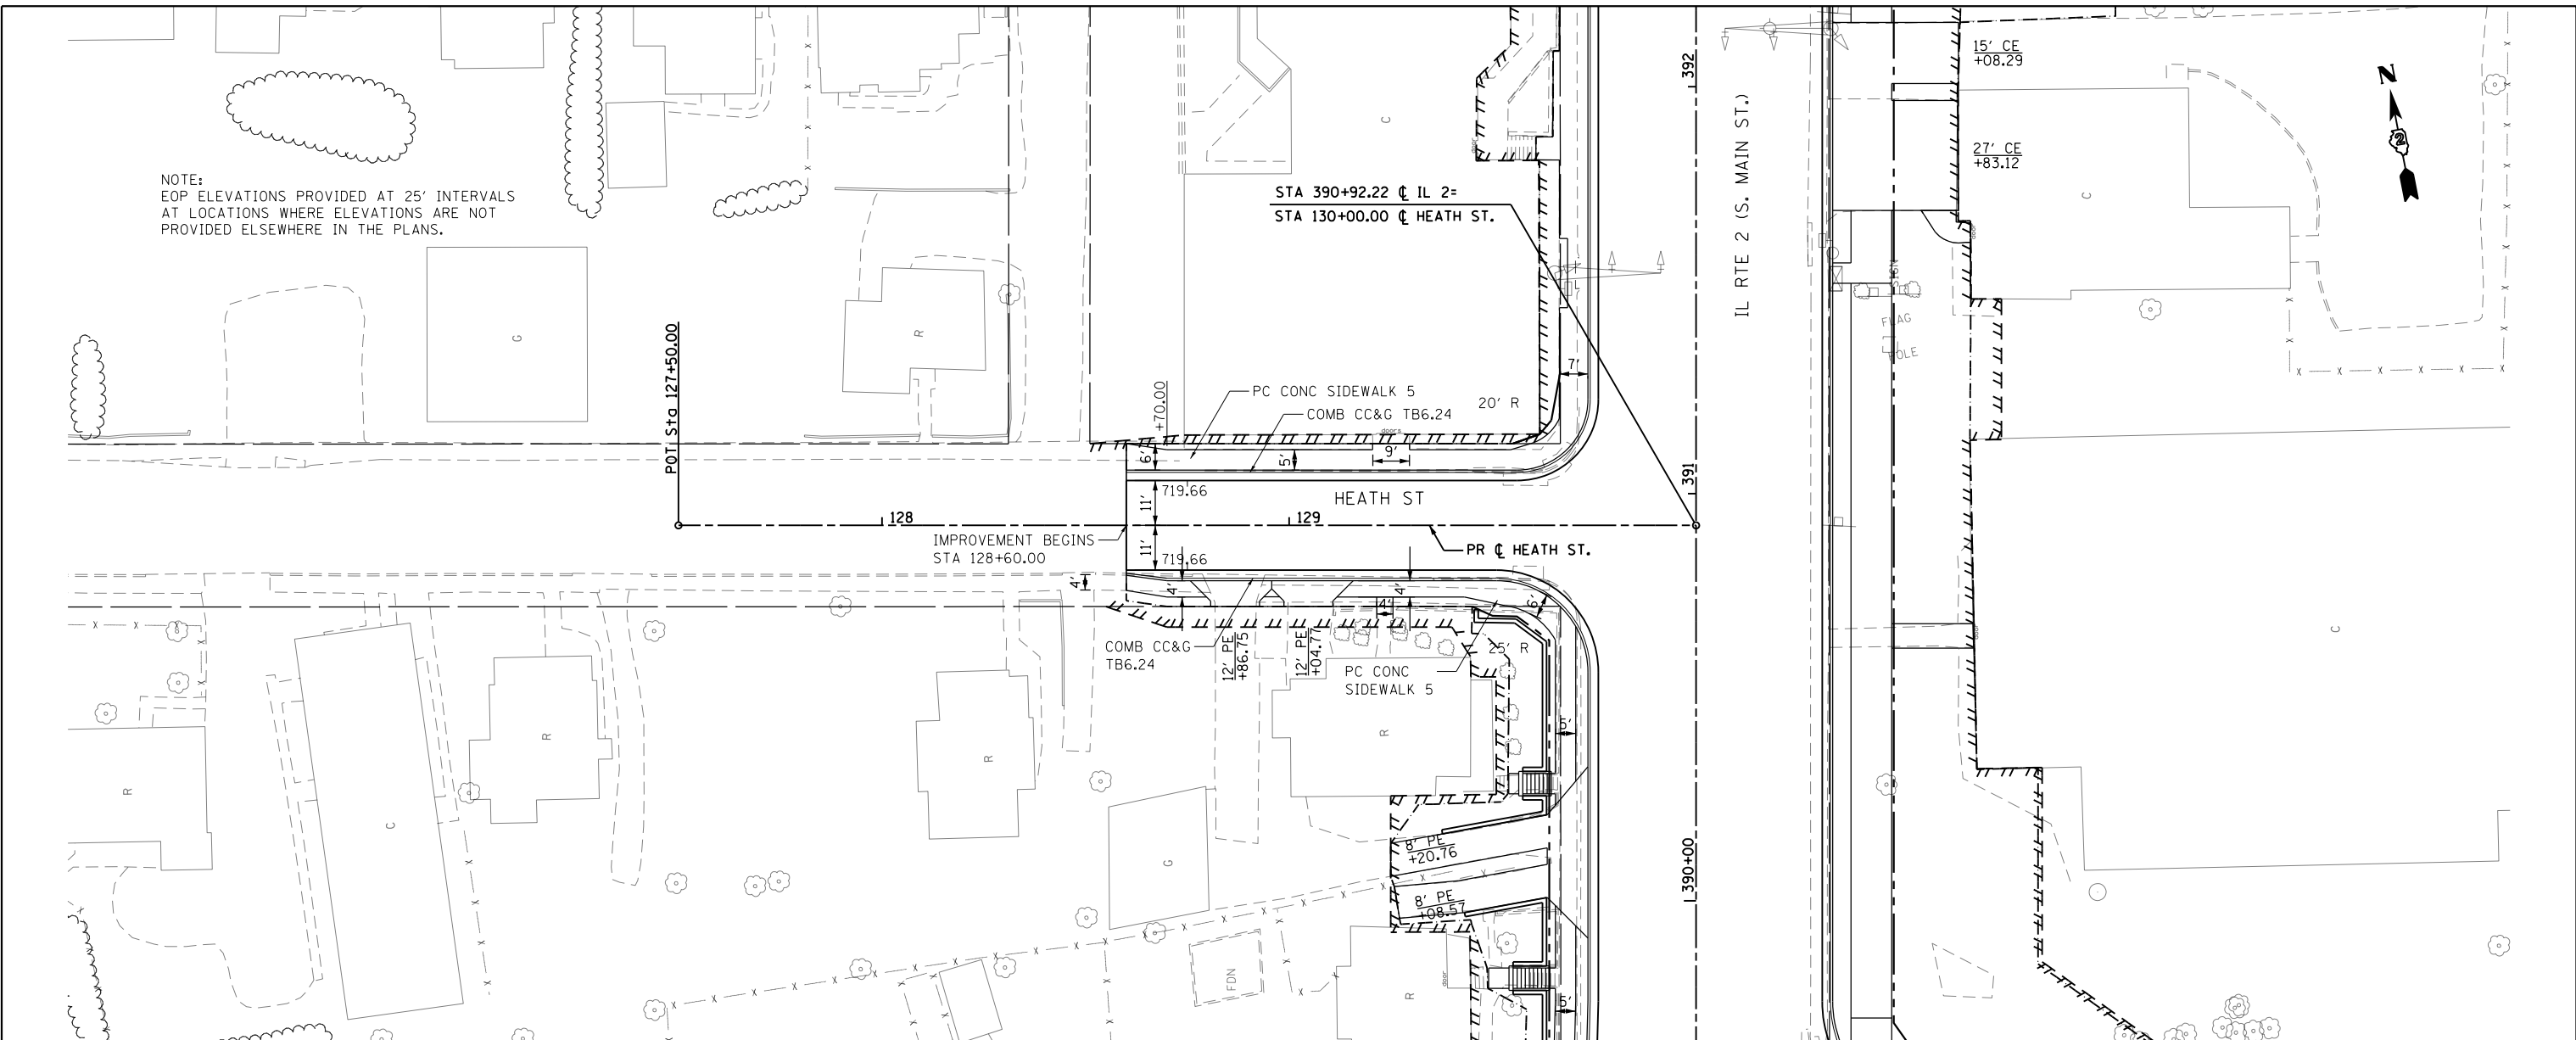 392
15' CE
+08.29
N
2
27' CE
+83.12
C
C
door
NOTE:
EOP ELEVATIONS PROVIDED AT 25' INTERVALS
AT LOCATIONS WHERE ELEVATIONS ARE NOT
PROVIDED ELSEWHERE IN THE PLANS.
STA 390+92.22 ℄ IL 2=
STA 130+00.00 ℄ HEATH ST.
IL RTE 2 (S. MAIN ST.)
door
SIGN
FLAG
POLE
G
R
POT Sta 127+50.00
+70.00
7'
PC CONC SIDEWALK 5
20' R
COMB CC&G TB6.24
doors
6'
5'
9'
391
719.66
HEATH ST
11'
128
129
IMPROVEMENT BEGINS
STA 128+60.00
11'
719.66
PR ℄ HEATH ST.
4'
4'
4'
4'
6'
COMB CC&G
TB6.24
12' PE
+86.75
12' PE
+04.77
25' R
PC CONC
SIDEWALK 5
door
C
5'
R
R
R
R
C
G
8' PE
+20.76
390+00
8' PE
+08.57
FDN
door
R
5'